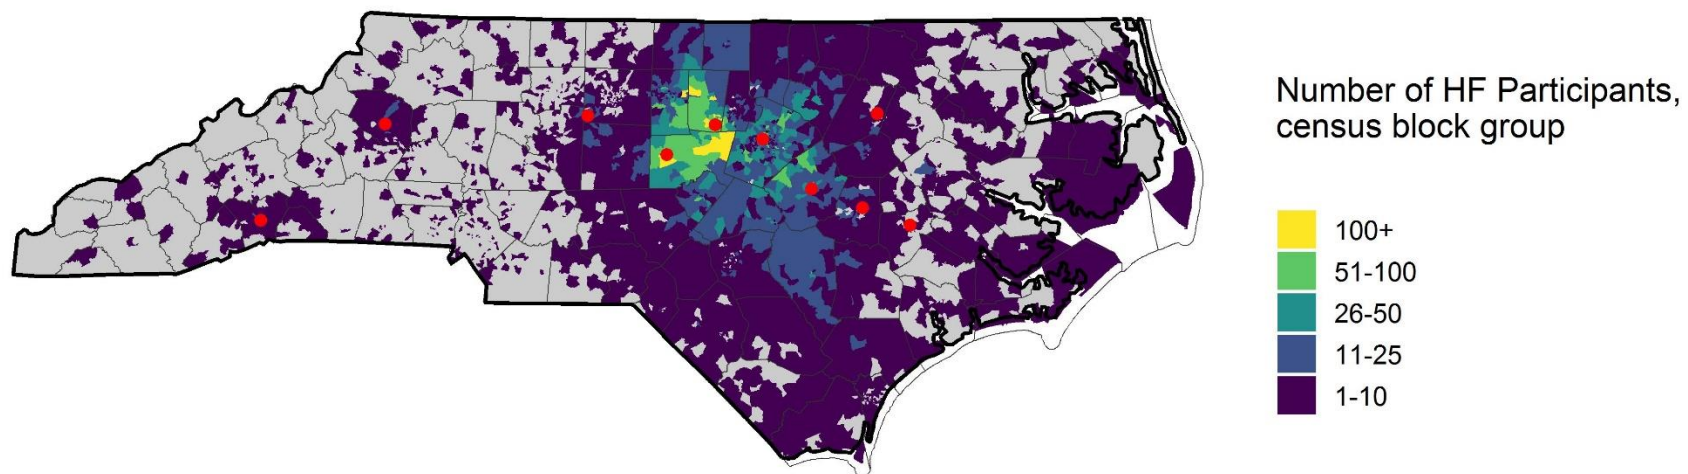 Number of HF Participants,
census block group
100+
51-100
26-50
11-25
1-10